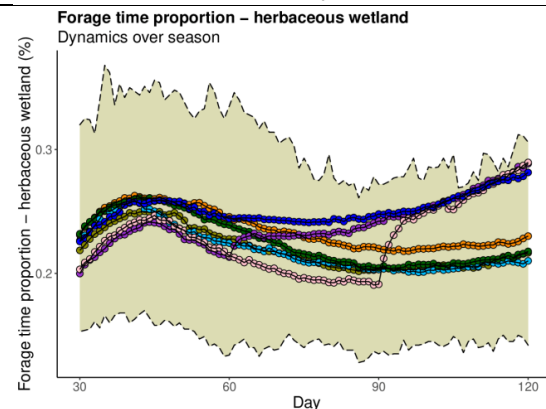 Forage time proportion – herbaceous wetland
Dynamics over season
Forage time proportion - herbaceous wetland (%)
0.3
0.2
30
60
90
120
Day